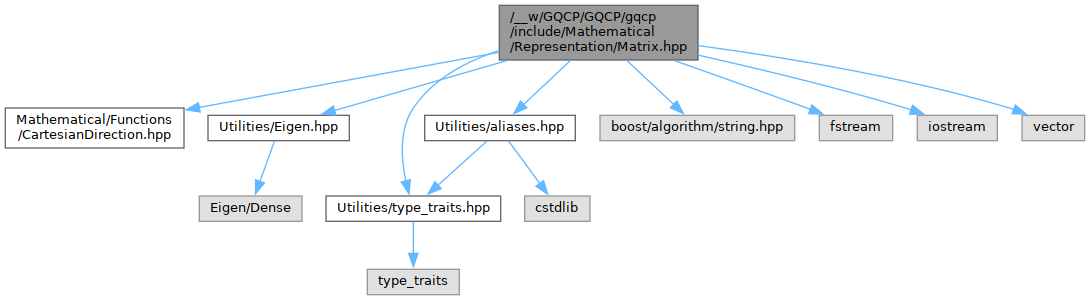 /__w/GQCP/GQCP/gqcp
/include/Mathematical
/Representation/Matrix.hpp
Mathematical/Functions
/CartesianDirection.hpp
Utilities/Eigen.hpp
Utilities/aliases.hpp
boost/algorithm/string.hpp
fstream
iostream
vector
Eigen/Dense
Utilities/type_traits.hpp
cstdlib
type_traits